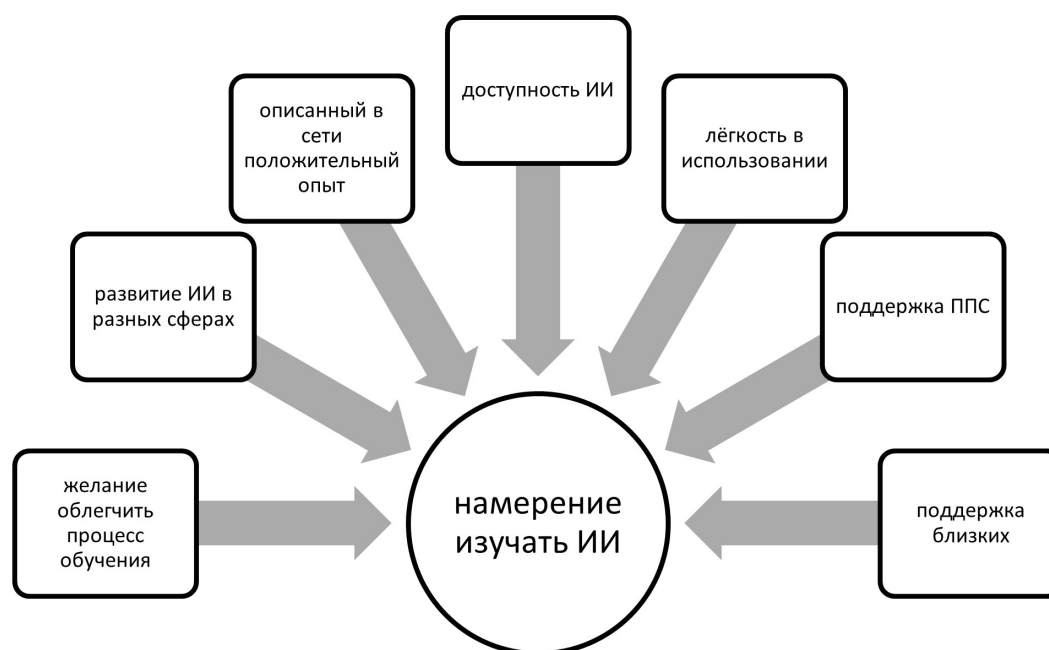 доступность ИИ
описанный в
сети
положительный
опыт
лёгкость в
использовании
развитие ИИ в
разных сферах
поддержка ППС
желание
облегчить
процесс
обучения
намерение
изучать ИИ
поддержка
близких